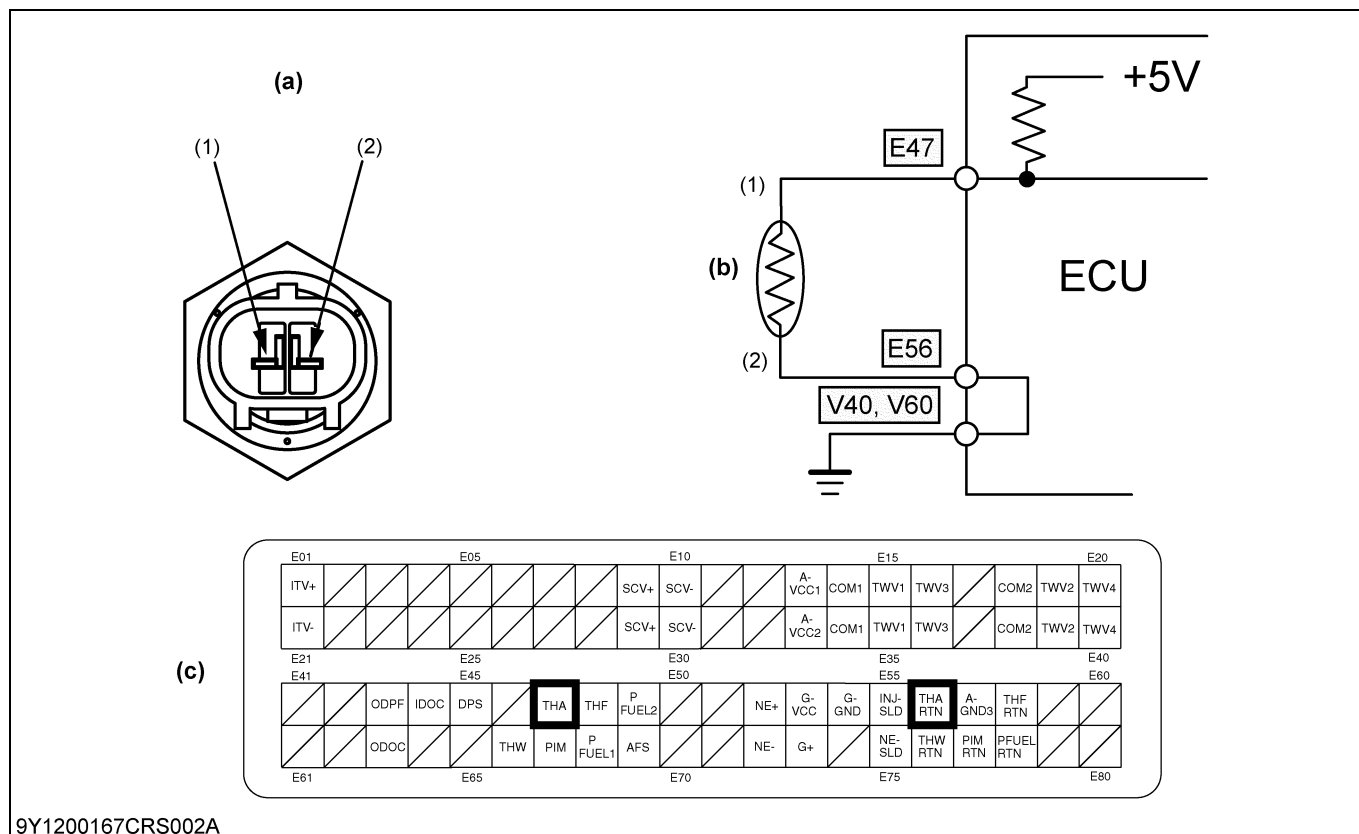 (a)
(1) (2)
+5V
E47
(1)
(b)
ECU
E56
(2)
V40, V60
(c)
E01 E05 E10 E15 E20
ITV+ SCV+ SCV- A-VCC1 COM1 TWV1 TWV3 COM2 TWV2 TWV4
ITV- SCV+ SCV- A-VCC2 COM1 TWV1 TWV3 COM2 TWV2 TWV4
E21 E25 E30 E35 E40
E41 E45 E50 E55 E60
ODPF IDOC DPS THA THF P FUEL2 NE+ G-VCC G-GND INJ-SLD THA RTN A-GND3 THF RTN
ODOC THW PIM P FUEL1 AFS NE- G+ NE-SLD THW RTN PIM RTN PFUEL RTN
E61 E65 E70 E75 E80
9Y1200167CRS002A